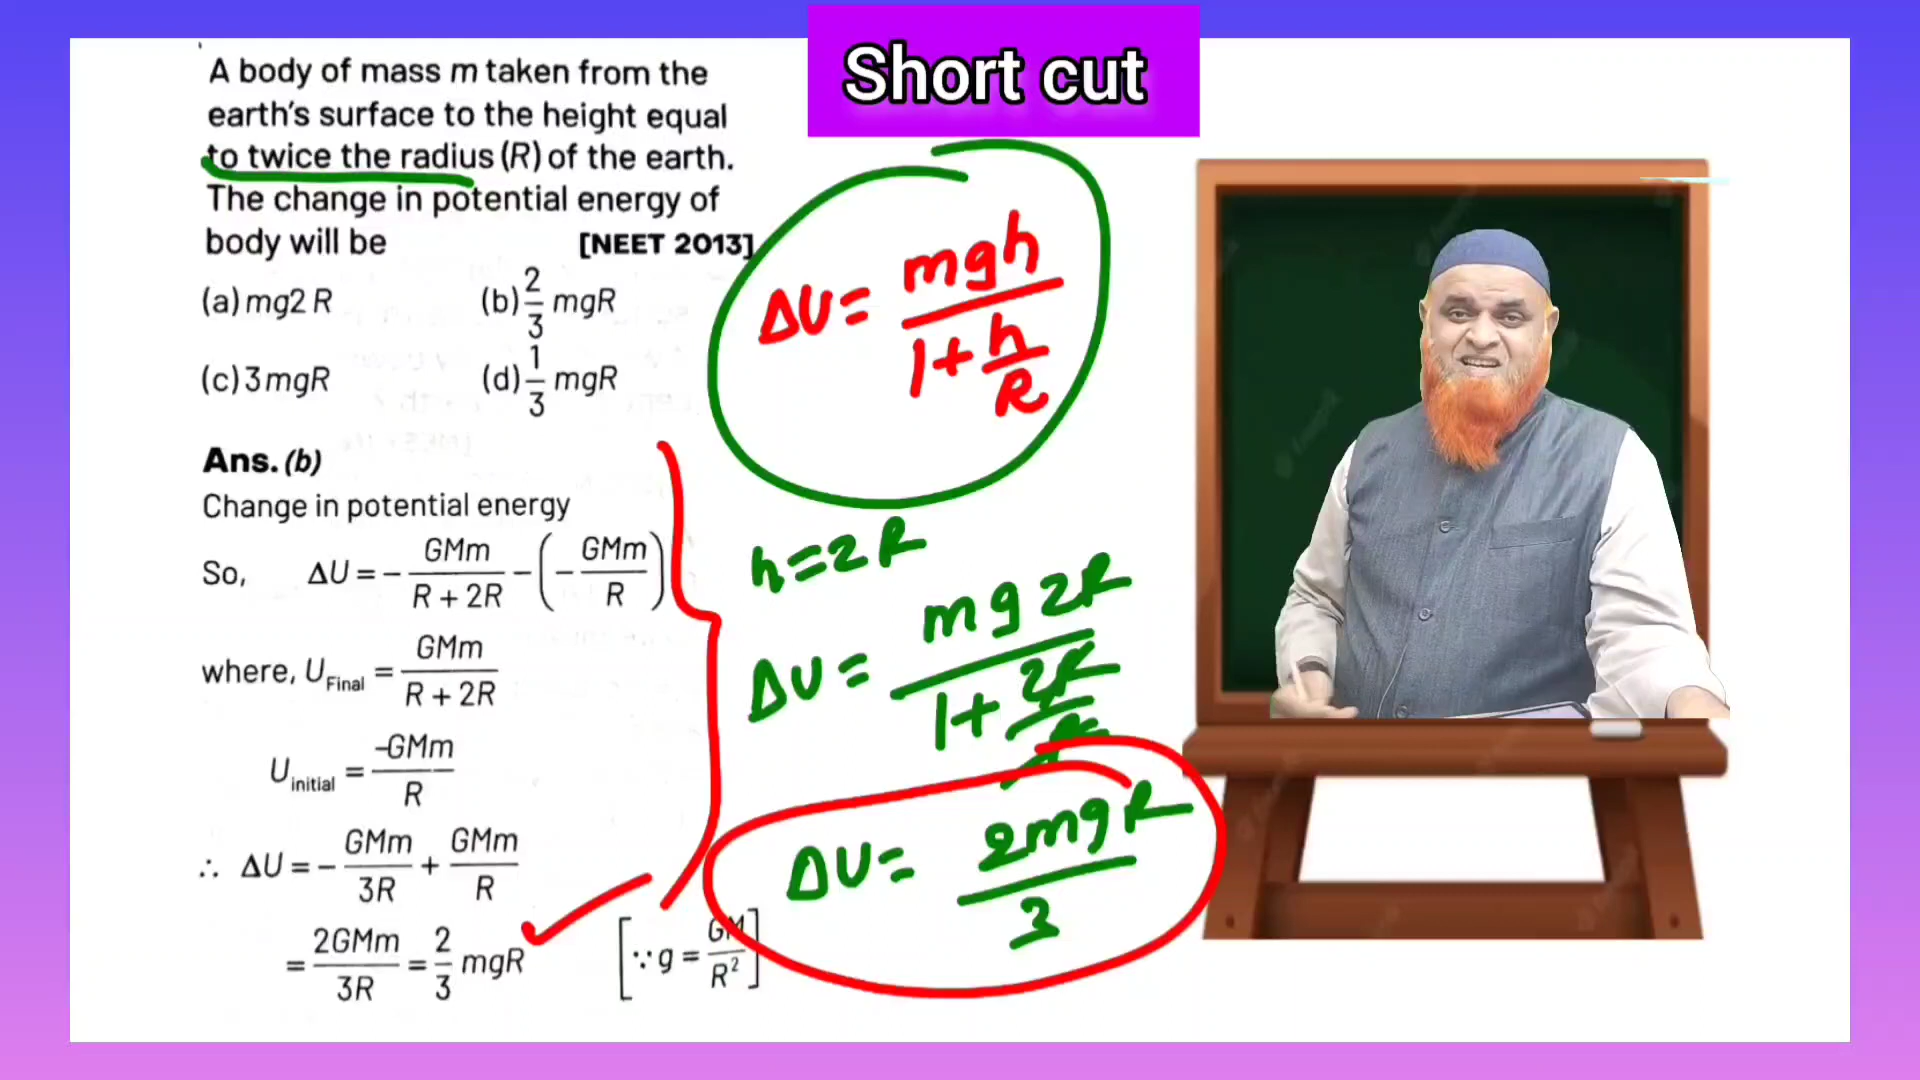 Short cut
A body of mass m taken from the
earth's surface to the height equal
to twice the radius (R) of the earth.
The change in potential energy of
body will be [NEET 2013]
(a) mg2 R (b) 2/3 mgR
(c) 3mgR (d) 1/3 mgR
Ans. (b)
Change in potential energy
So, ΔU = - GMm/(R + 2R) - (- GMm/R)
where, U_Final = GMm/(R + 2R)
U_initial = -GMm/R
∴ ΔU = - GMm/3R + GMm/R
= 2GMm/3R = 2/3 mgR [∵ g = GM/R²]
ΔU = mgh/(1 + h/R)
h = 2R
ΔU = mg2R/(1 + 2R/R)
ΔU = 2mgR/3